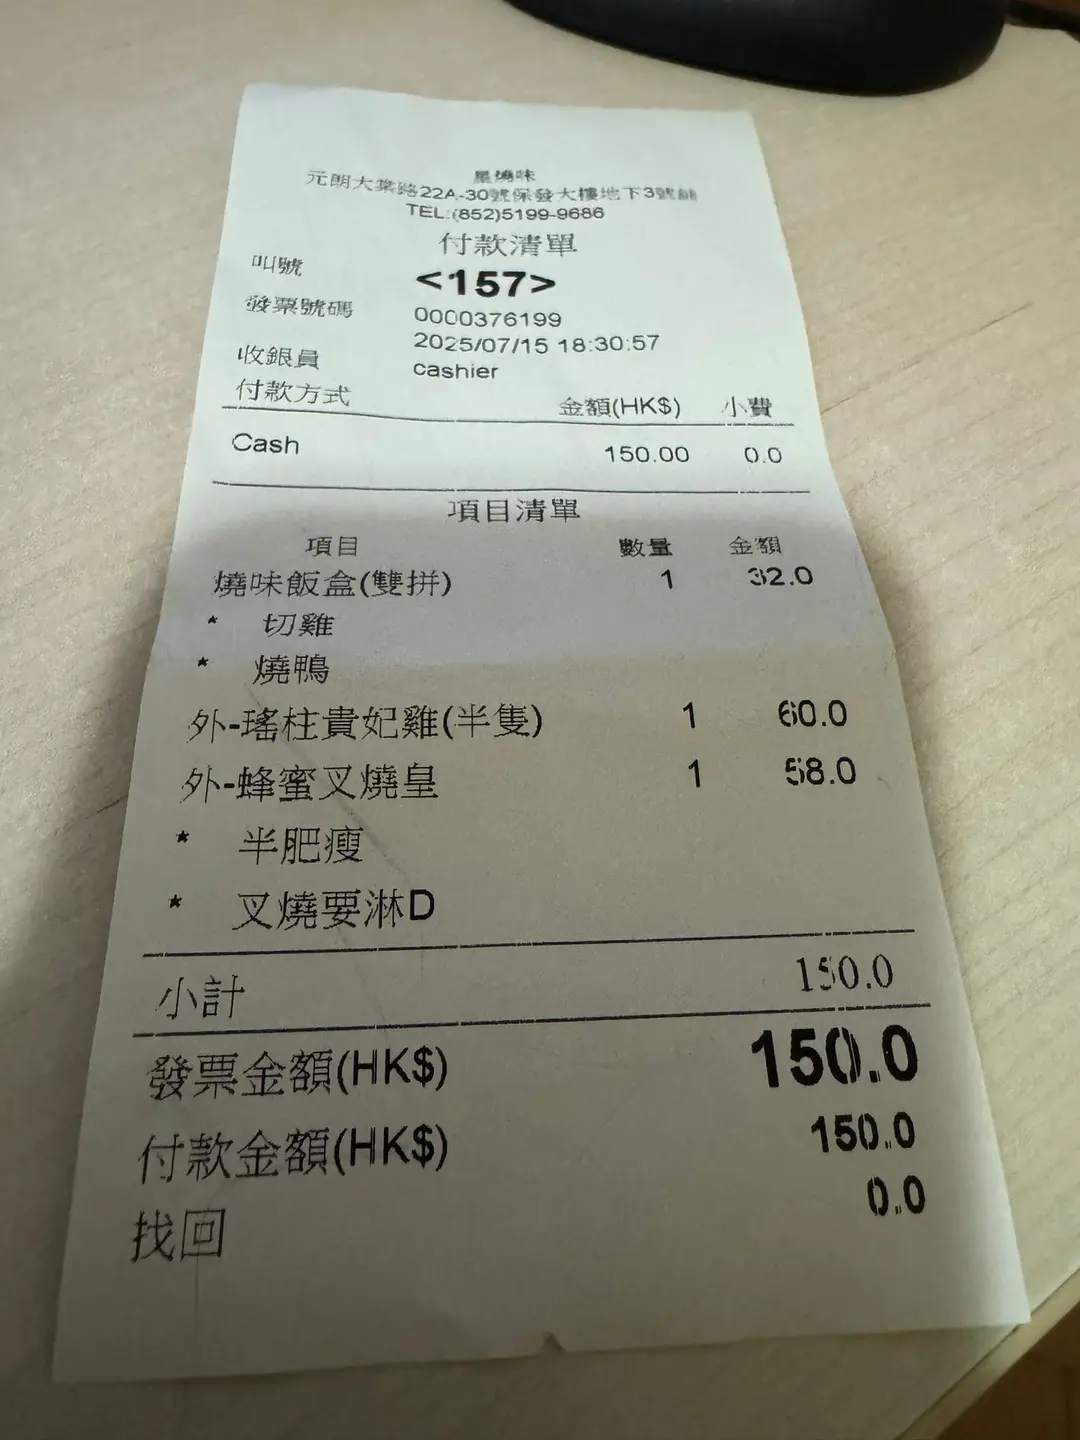 燒味
元朗大業路22A-30號保發大樓地下3號舖
TEL:(852)5199-9686
付款清單
叫號 <157>
發票號碼 0000376199
2025/07/15 18:30:57
收銀員 cashier
付款方式 金額(HK$) 小費
Cash 150.00 0.0
項目清單
項目 數量 金額
燒味飯盒(雙拼) 1 32.0
* 切雞
* 燒鴨
外-瑤柱貴妃雞(半隻) 1 60.0
外-蜂蜜叉燒皇 1 58.0
* 半肥瘦
* 叉燒要淋D
小計 150.0
發票金額(HK$) 150.0
付款金額(HK$) 150.0
找回 0.0